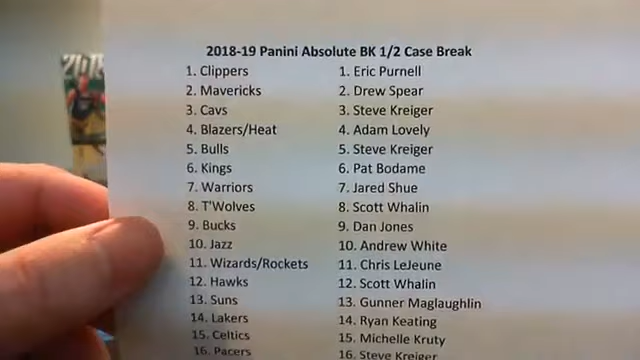 2018-19 Panini Absolute BK 1/2 Case Break
1. Clippers 1. Eric Purnell
2. Mavericks 2. Drew Spear
3. Cavs 3. Steve Kreiger
4. Blazers/Heat 4. Adam Lovely
5. Bulls 5. Steve Kreiger
6. Kings 6. Pat Bodame
7. Warriors 7. Jared Shue
8. T'Wolves 8. Scott Whalin
9. Bucks 9. Dan Jones
10. Jazz 10. Andrew White
11. Wizards/Rockets 11. Chris LeJeune
12. Hawks 12. Scott Whalin
13. Suns 13. Gunner Maglaughlin
14. Lakers 14. Ryan Keating
15. Celtics 15. Michelle Kruty
16. Pacers 16. Steve Kreiger